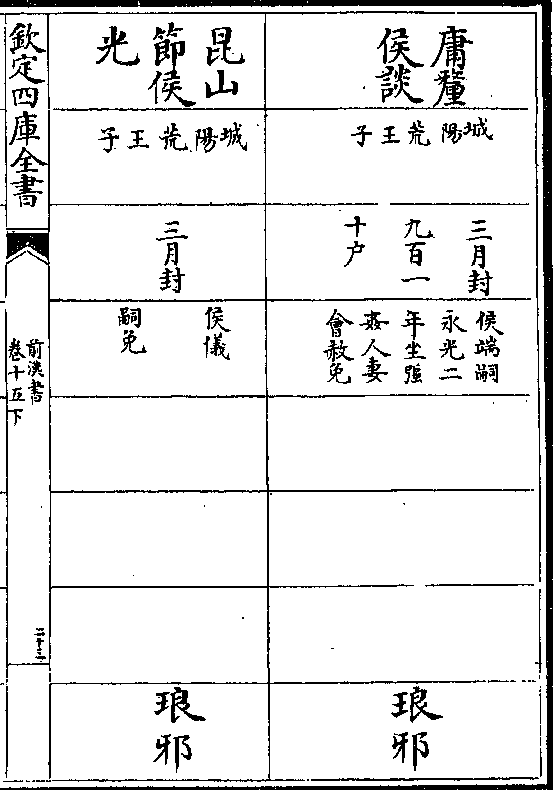 庸釐
侯談
城陽荒王子
三月封
九百一
十户
侯端嗣
永光二
年坐强
姦人妻
會赦免
琅邪
昆山
節侯
光
城陽荒王子
三月封
侯儀
嗣免
琅邪
欽定四庫全書
前漢書
卷十五下